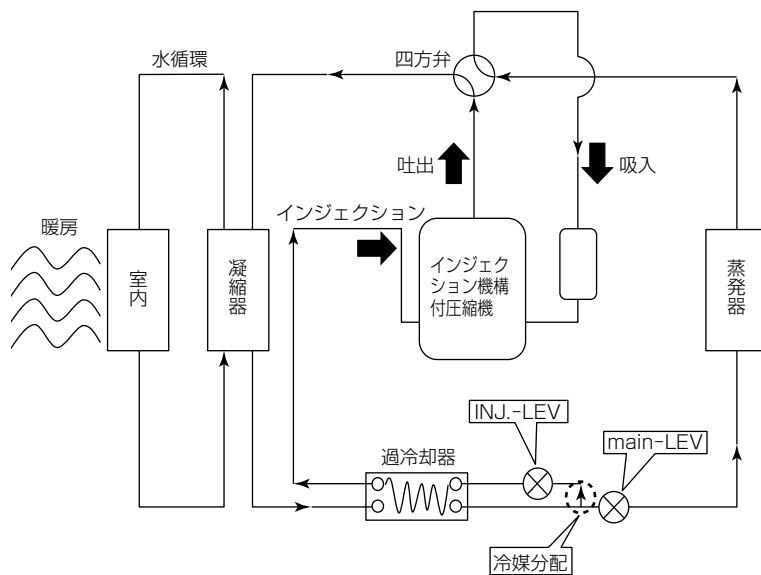 水循環
四方弁
吐出
吸入
インジェクション
暖房
室内
凝縮器
インジェク
ション機構
付圧縮機
蒸発器
INJ.-LEV
main-LEV
過冷却器
冷媒分配